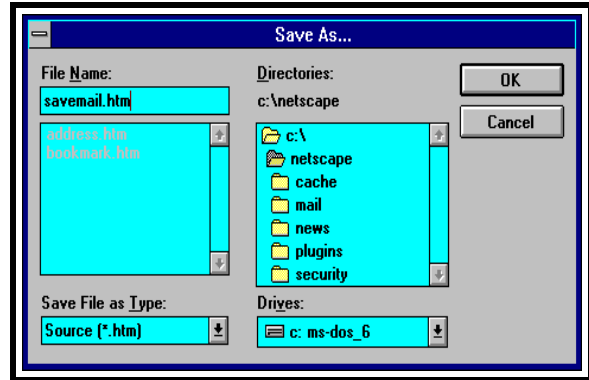 Save As...
File Name:
savemail.htm
address.htm
bookmark.htm
Save File as Type:
Source (*.htm)
Directories:
c:\netscape
c:\
netscape
cache
mail
news
plugins
security
Drives:
c: ms-dos_6
OK
Cancel